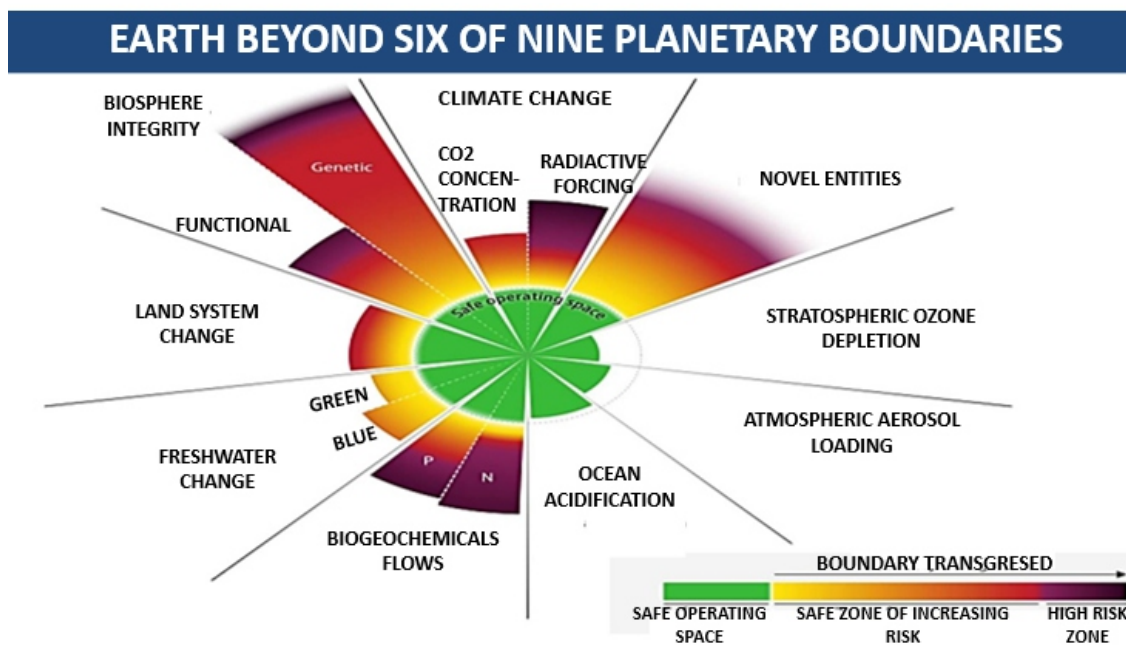 EARTH BEYOND SIX OF NINE PLANETARY BOUNDARIES
BIOSPHERE
INTEGRITY
CLIMATE CHANGE
Genetic
CO2
CONCEN-
TRATION
RADIACTIVE
FORCING
NOVEL ENTITIES
FUNCTIONAL
Safe operating space
LAND SYSTEM
CHANGE
STRATOSPHERIC OZONE
DEPLETION
GREEN
BLUE
FRESHWATER
CHANGE
ATMOSPHERIC AEROSOL
LOADING
P
N
OCEAN
ACIDIFICATION
BIOGEOCHEMICALS
FLOWS
BOUNDARY TRANSGRESED
SAFE OPERATING
SPACE
SAFE ZONE OF INCREASING
RISK
HIGH RISK
ZONE